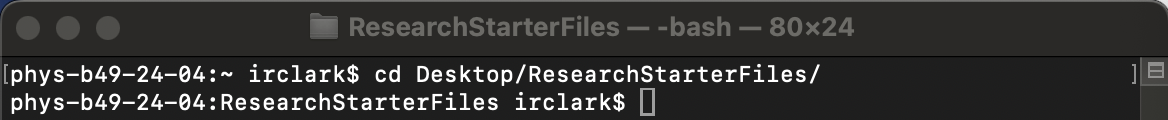 ResearchStarterFiles — -bash — 80×24
[phys-b49-24-04:~ irclark$ cd Desktop/ResearchStarterFiles/ ]
phys-b49-24-04:ResearchStarterFiles irclark$